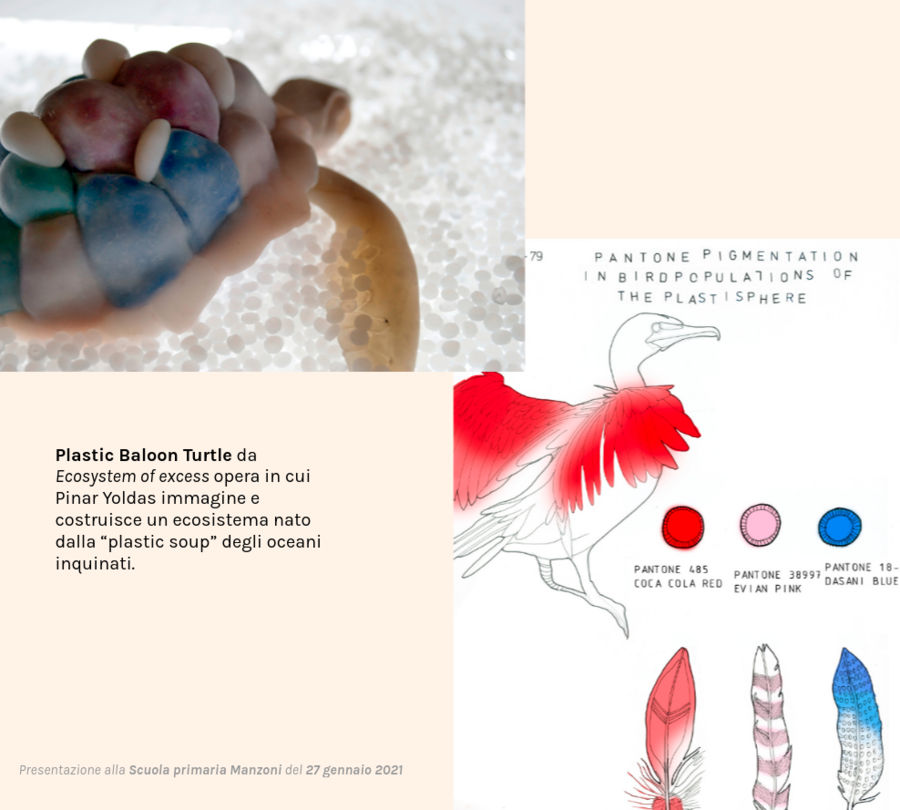 -79
PANTONE PIGMENTATION
IN BIRDPOPULATIONS OF
THE PLASTISPHERE
Plastic Baloon Turtle da
Ecosystem of excess opera in cui
Pinar Yoldas immagine e
costruisce un ecosistema nato
dalla “plastic soup” degli oceani
inquinati.
PANTONE 485
COCA COLA RED
PANTONE 38997
EVIAN PINK
PANTONE 18-
DASANI BLUE
Presentazione alla Scuola primaria Manzoni del 27 gennaio 2021